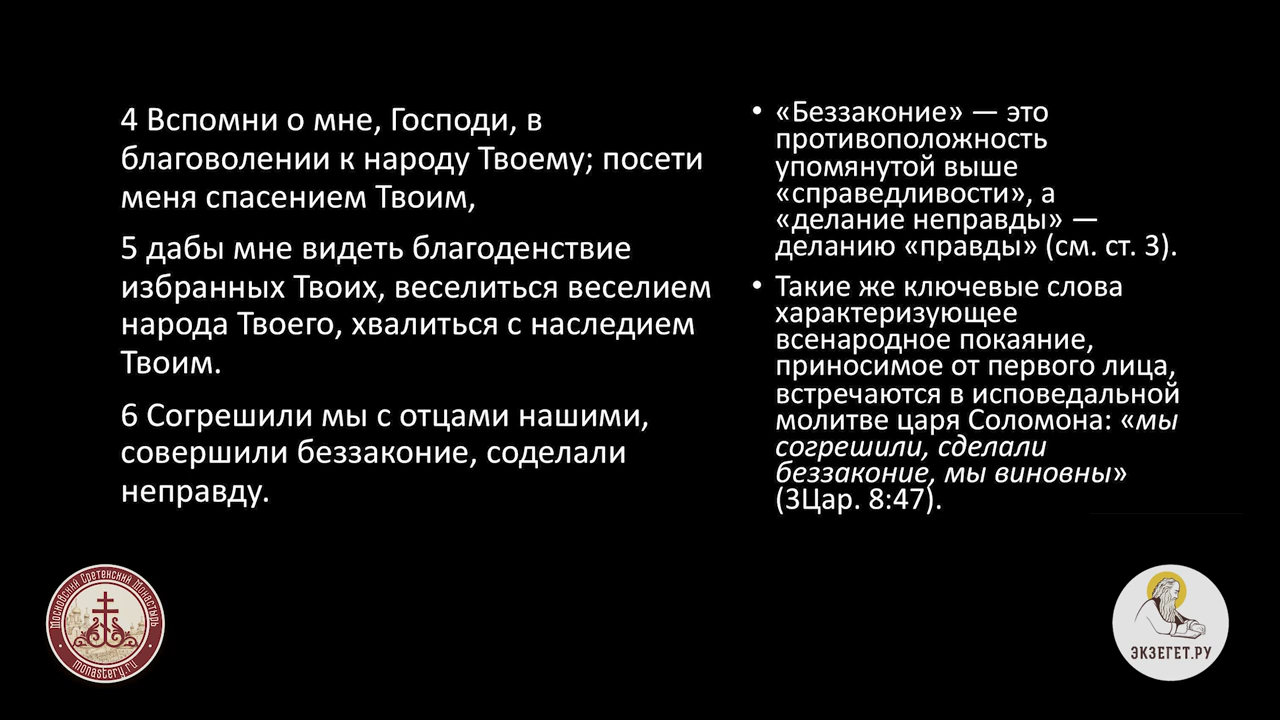 4 Вспомни о мне, Господи, в
благоволении к народу Твоему; посети
меня спасением Твоим,
5 дабы мне видеть благоденствие
избранных Твоих, веселиться веселием
народа Твоего, хвалиться с наследием
Твоим.
6 Согрешили мы с отцами нашими,
совершили беззаконие, соделали
неправду.
• «Беззаконие» — это
противоположность
упомянутой выше
«справедливости», а
«делание неправды» —
деланию «правды» (см. ст. 3).
• Такие же ключевые слова
характеризующее
всенародное покаяние,
приносимое от первого лица,
встречаются в исповедальной
молитве царя Соломона: «мы
согрешили, сделали
беззаконие, мы виновны»
(3Цар. 8:47).
Московский Сретенский Монастырь
monastery.ru
ЭКЗЕГЕТ.РУ